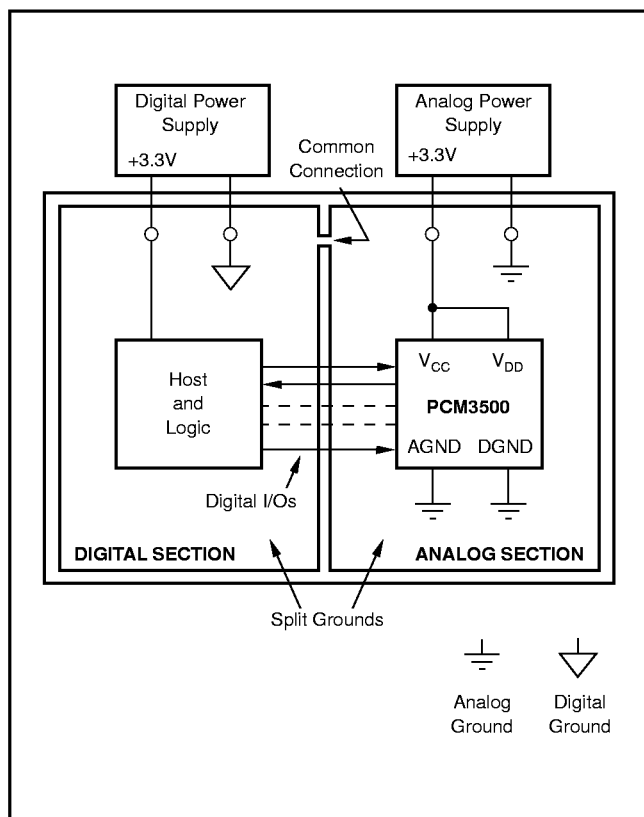 Digital Power
Supply
+3.3V
Analog Power
Supply
+3.3V
Common
Connection
Host
and
Logic
VCC
VDD
PCM3500
AGND
DGND
Digital I/Os
DIGITAL SECTION
ANALOG SECTION
Split Grounds
Analog
Ground
Digital
Ground